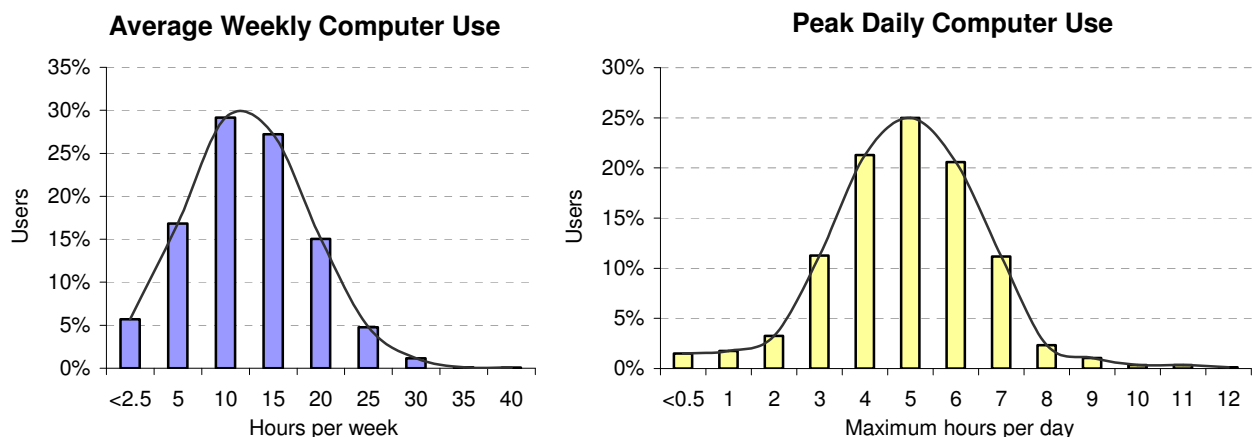 Average Weekly Computer Use
35%
30%
25%
20%
15%
10%
5%
0%
Users
<2.5 5 10 15 20 25 30 35 40
Hours per week
Peak Daily Computer Use
30%
25%
20%
15%
10%
5%
0%
Users
<0.5 1 2 3 4 5 6 7 8 9 10 11 12
Maximum hours per day